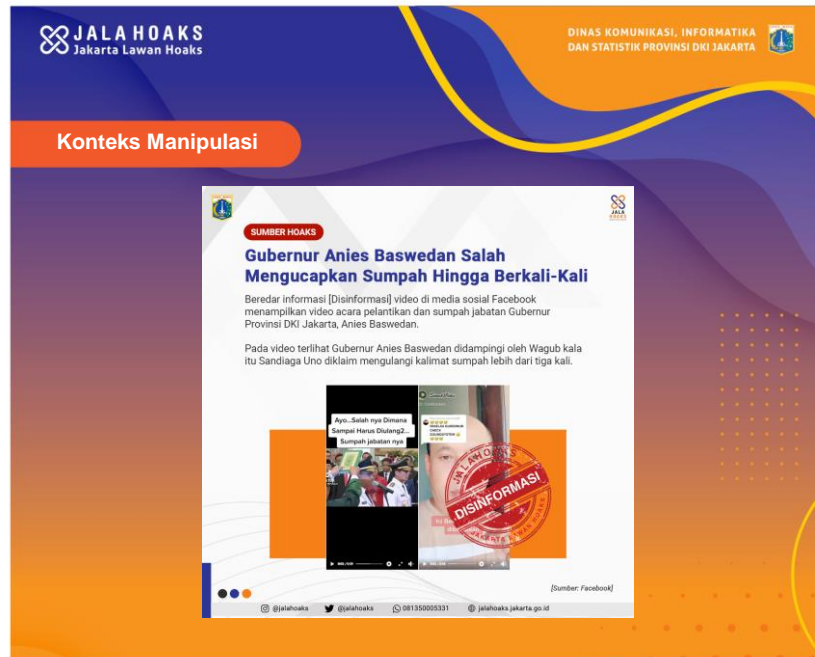 JALA HOAKS
Jakarta Lawan Hoaks
DINAS KOMUNIKASI, INFORMATIKA
DAN STATISTIK PROVINSI DKI JAKARTA
Konteks Manipulasi
JALA
HOAKS
SUMBER HOAKS
Gubernur Anies Baswedan Salah
Mengucapkan Sumpah Hingga Berkali-Kali
Beredar informasi [Disinformasi] video di media sosial Facebook
menampilkan video acara pelantikan dan sumpah jabatan Gubernur
Provinsi DKI Jakarta, Anies Baswedan.
Pada video terlihat Gubernur Anies Baswedan didampingi oleh Wagub kala
itu Sandiaga Uno diklaim mengulangi kalimat sumpah lebih dari tiga kali.
Ayo...Salah nya Dimana
Sampai Harus Diulang2...
Sumpah jabatan nya
JALAHOAKS
DISINFORMASI
JAKARTA LAWAN HOAKS
[Sumber: Facebook]
@jalahoaks
@jalahoaks
081350005331
jalahoaks.jakarta.go.id